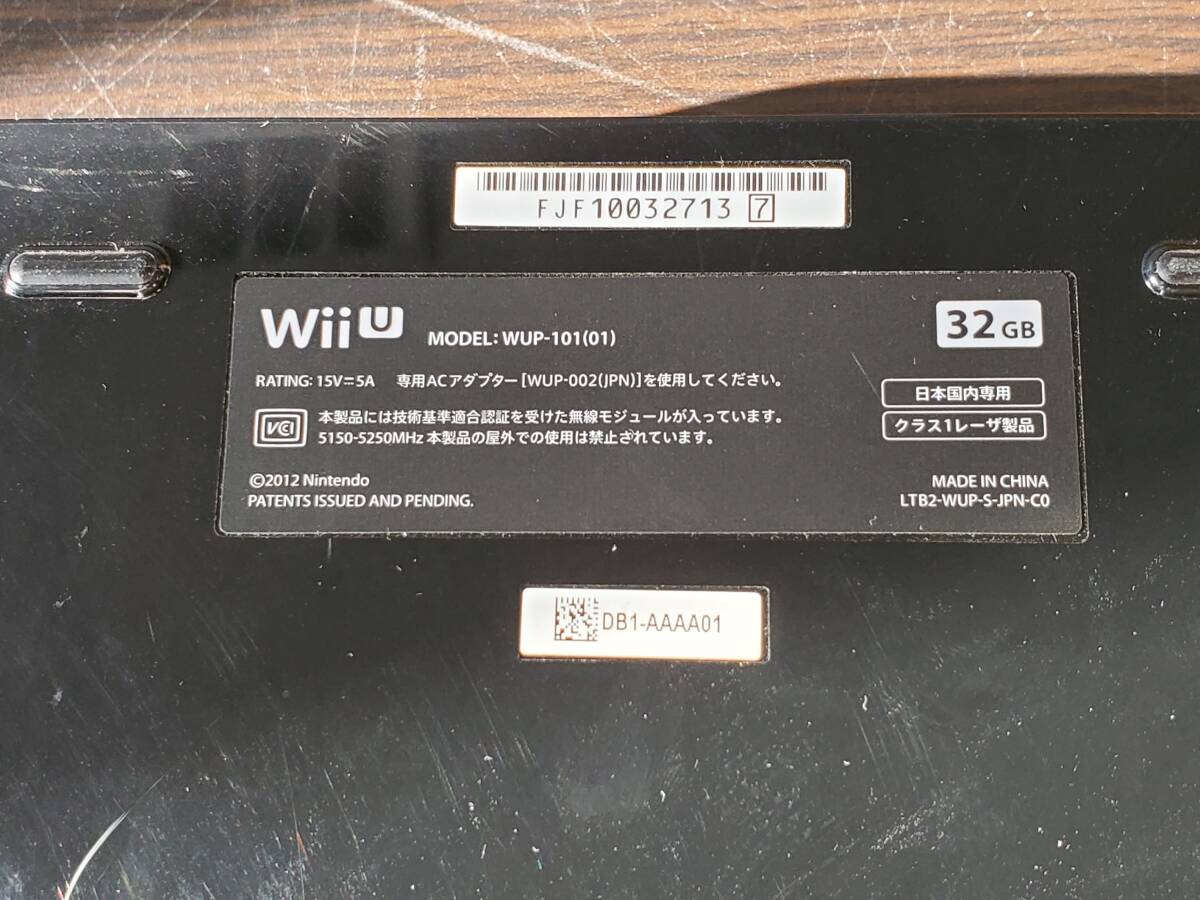 FJF10032713 7
Wii U MODEL: WUP-101(01) 32GB
RATING: 15V⎓5A 専用ACアダプター[WUP-002(JPN)]を使用してください。
日本国内専用
VCI 本製品には技術基準適合認証を受けた無線モジュールが入っています。
5150-5250MHz 本製品の屋外での使用は禁止されています。
クラス1レーザ製品
©2012 Nintendo
PATENTS ISSUED AND PENDING.
MADE IN CHINA
LTB2-WUP-S-JPN-C0
DB1-AAAA01